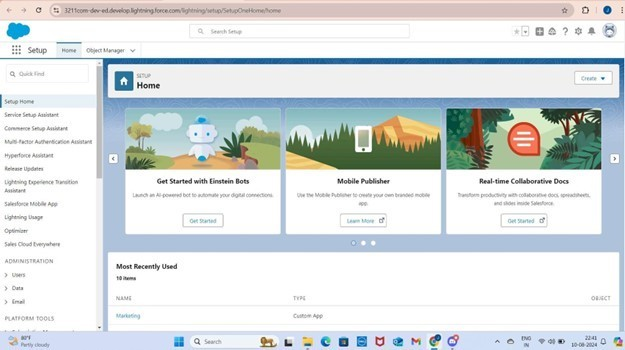 3211com-dev-ed.develop.lightning.force.com/lightning/setup/SetupOneHome/home
Search Setup
Setup
Home
Object Manager
Quick Find
Setup Home
Service Setup Assistant
Commerce Setup Assistant
Multi-Factor Authentication Assistant
Hyperforce Assistant
Release Updates
Lightning Experience Transition
Assistant
Salesforce Mobile App
Lightning Usage
Optimizer
Sales Cloud Everywhere
ADMINISTRATION
Users
Data
Email
PLATFORM TOOLS
SETUP
Home
Create
Get Started with Einstein Bots
Launch an AI-powered bot to automate your digital connections.
Get Started
Mobile Publisher
Use the Mobile Publisher to create your own branded mobile
app.
Learn More
Real-time Collaborative Docs
Transform productivity with collaborative docs, spreadsheets,
and slides inside Salesforce.
Get Started
Most Recently Used
10 items
NAME TYPE OBJECT
Marketing Custom App
80°F
Partly cloudy
Search
ENG
IN
22:41
10-08-2024